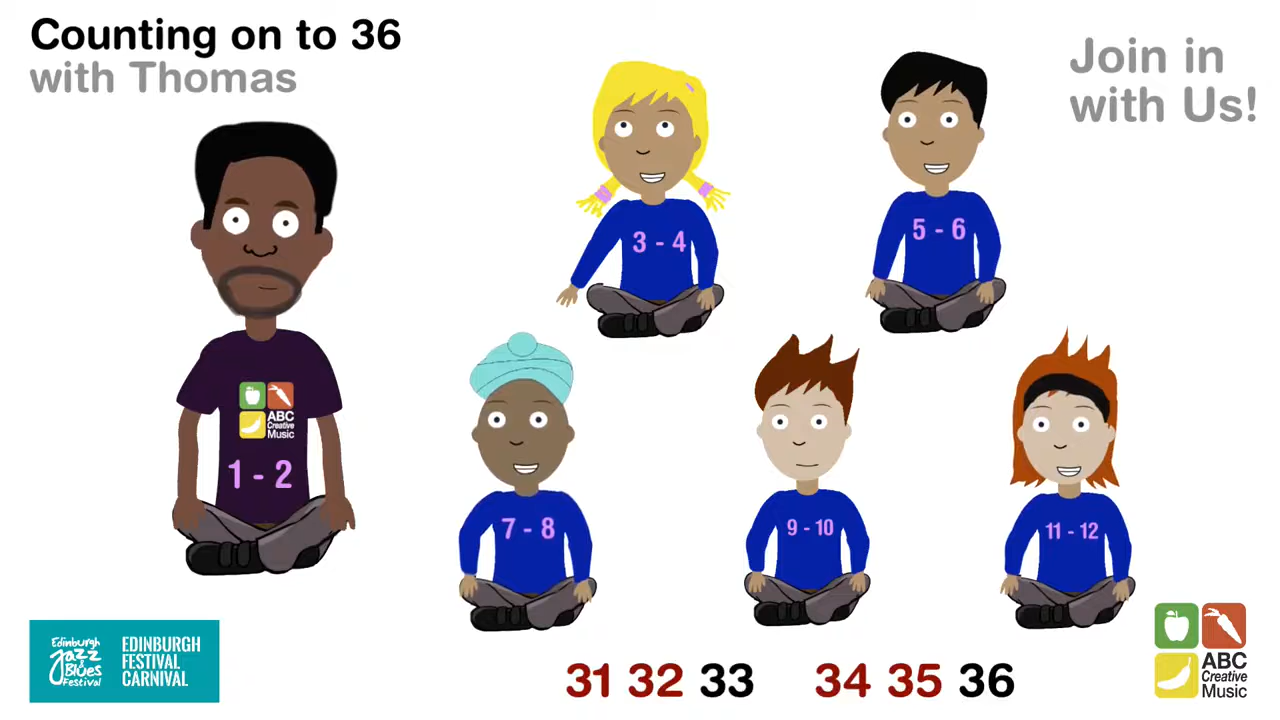 Counting on to 36
with Thomas
Join in
with Us!
3 - 4
5 - 6
ABC
Creative
Music
1 - 2
7 - 8
9 - 10
11 - 12
Edinburgh
Jazz &
Blues
Festival
EDINBURGH
FESTIVAL
CARNIVAL
31 32 33 34 35 36
ABC
Creative
Music